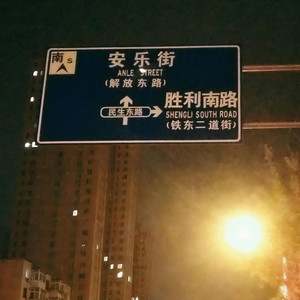 南 S
安乐街
ANLE STREET
(解放东路)
民生东路
胜利南路
SHENGLI SOUTH ROAD
(铁东二道街)